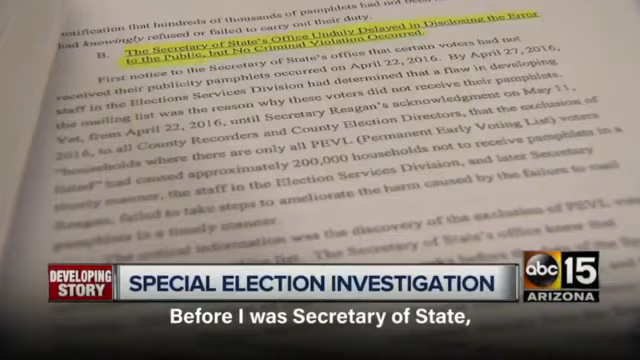 notification that hundreds of thousands of pamphlets had not been
had knowingly refused or failed to carry out their duty.
B. The Secretary of State's Office Unduly Delayed in Disclosing the Error
to the Public, but No Criminal Violation Occurred.
First notice to the Secretary of State's office that certain voters had not
received their publicity pamphlets occurred on April 22, 2016. By April 27, 2016,
staff in the Elections Services Division had determined that a flaw in developing
the mailing list was the reason why these voters did not receive their pamphlets.
Yet, from April 22, 2016, until Secretary Reagan's acknowledgment on May 11,
2016, to all County Recorders and County Election Directors, that the exclusion of
"households where there are only all PEVL (Permanent Early Voting List) voters
listed" had caused approximately 200,000 households not to receive pamphlets in a
timely manner, the staff in the Election Services Division, and later Secretary
Reagan, failed to take steps to ameliorate the harm caused by the failure to mail
pamphlets in a timely manner.
information was the discovery of the exclusion of PEVL
list. The Secretary of State's office knew that
DEVELOPING
STORY
SPECIAL ELECTION INVESTIGATION
abc 15
ARIZONA
Before I was Secretary of State,